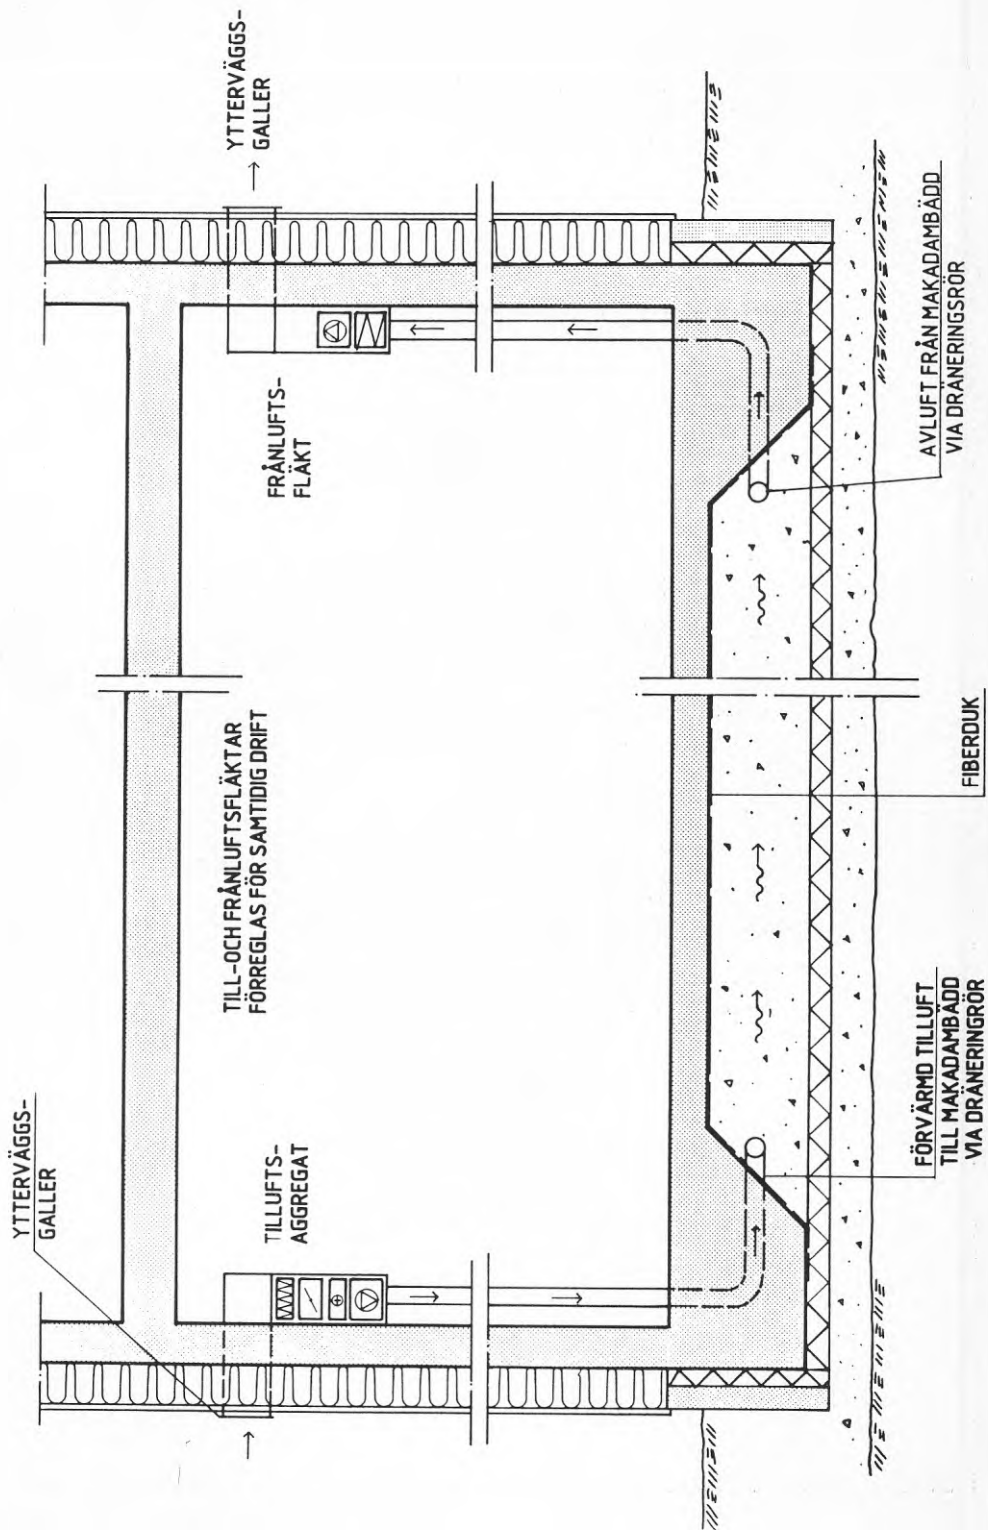 YTTERVÄGGS-
GALLER
TILLUFTS-
AGGREGAT
TILL-OCH FRÅNLUFTSFLÄKTAR
FÖRREGLAS FÖR SAMTIDIG DRIFT
FRÅNLUFTS-
FLÄKT
YTTERVÄGGS-
GALLER
FÖRVÄRMD TILLUFT
TILL MAKADAMBÄDD
VIA DRÄNERINGRÖR
FIBERDUK
AVLUFT FRÅN MAKADAMBÄDD
VIA DRÄNERINGSRÖR